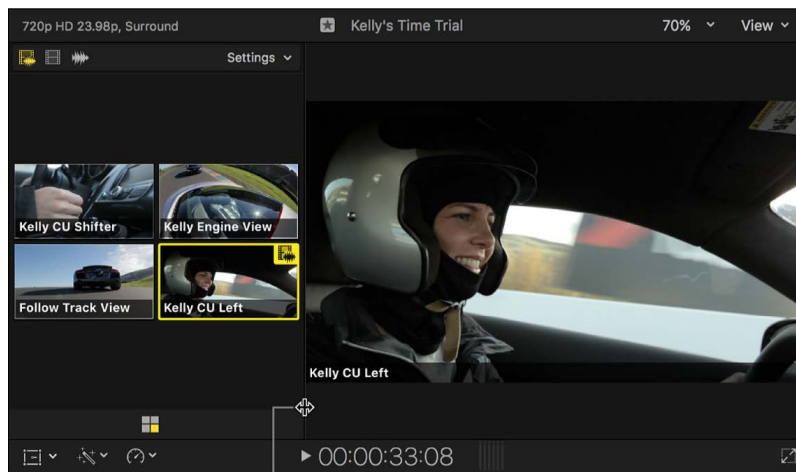 720p HD 23.98p, Surround
Kelly's Time Trial
70%
View
Settings
Kelly CU Shifter
Kelly Engine View
Follow Track View
Kelly CU Left
Kelly CU Left
00:00:33:08